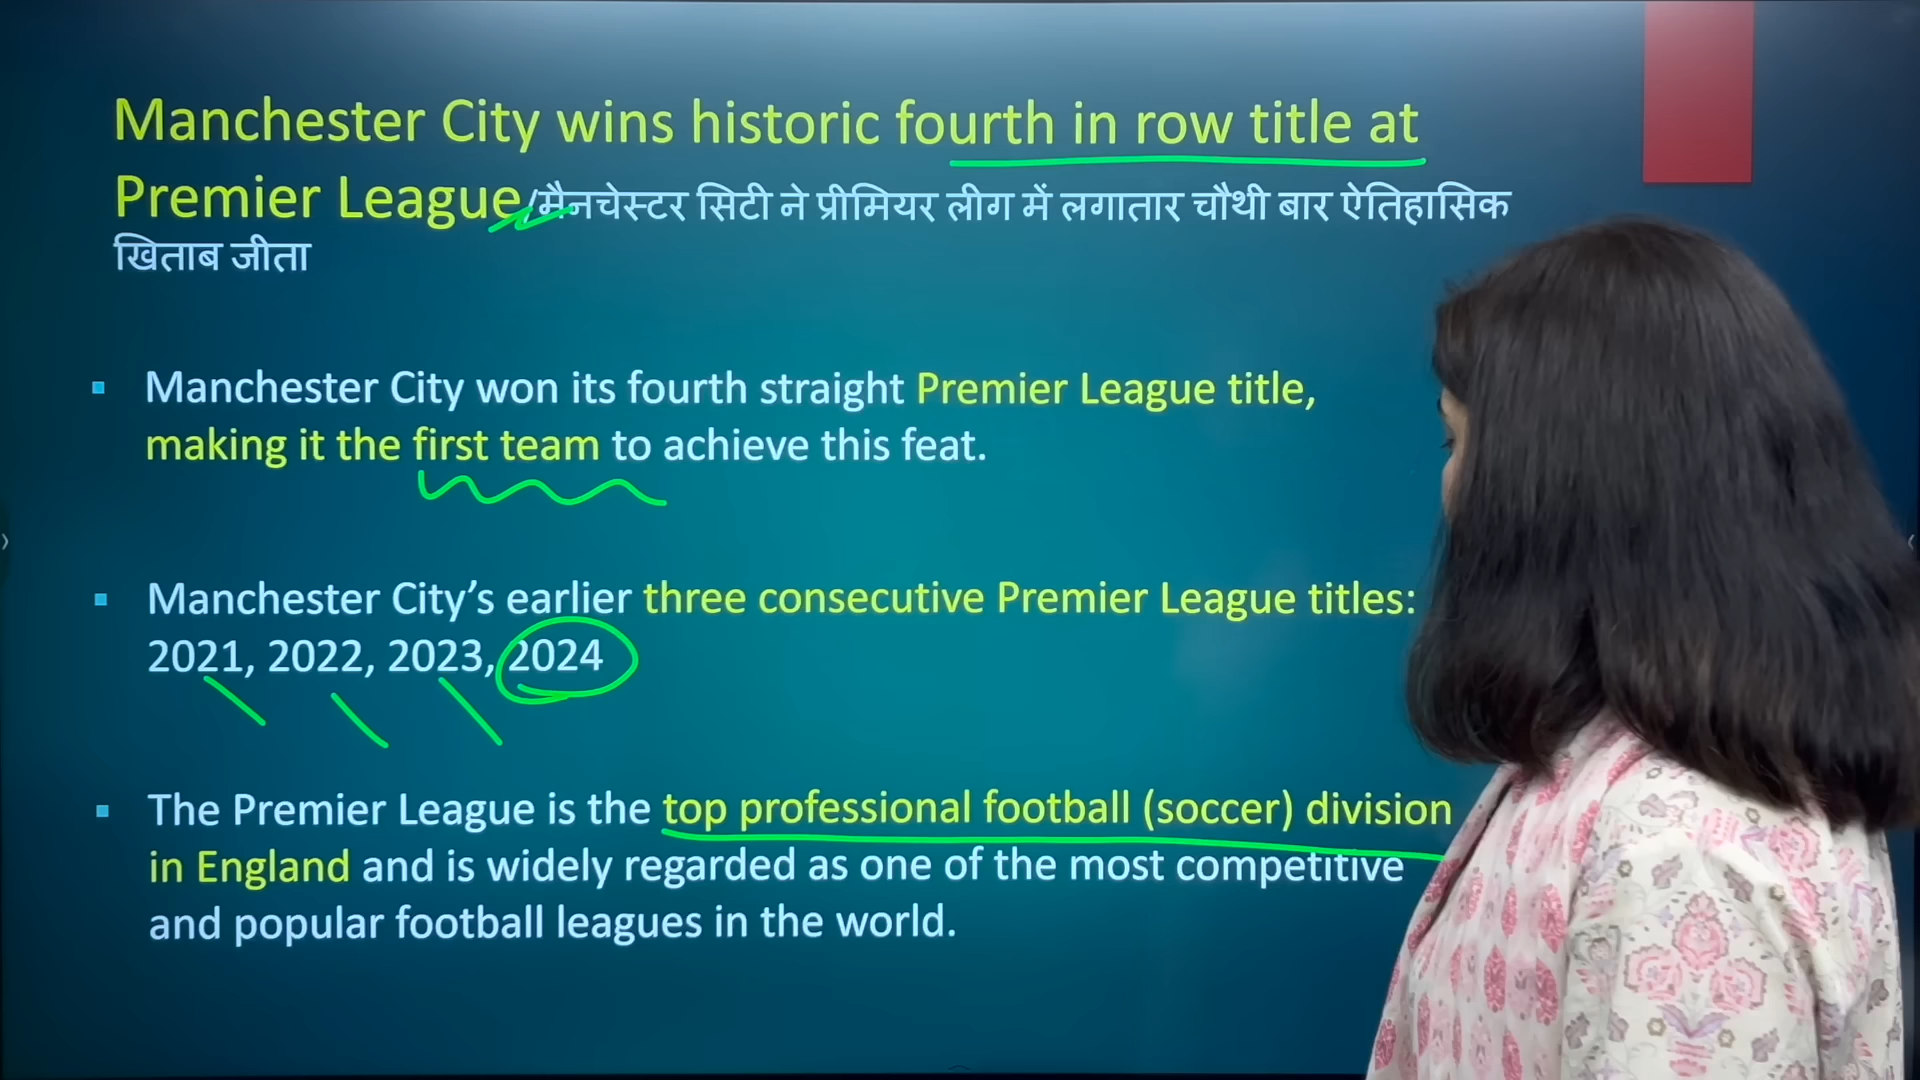 Manchester City wins historic fourth in row title at
Premier League/मैनचेस्टर सिटी ने प्रीमियर लीग में लगातार चौथी बार ऐतिहासिक
खिताब जीता
Manchester City won its fourth straight Premier League title,
making it the first team to achieve this feat.
Manchester City’s earlier three consecutive Premier League titles:
2021, 2022, 2023, 2024
The Premier League is the top professional football (soccer) division
in England and is widely regarded as one of the most competitive
and popular football leagues in the world.